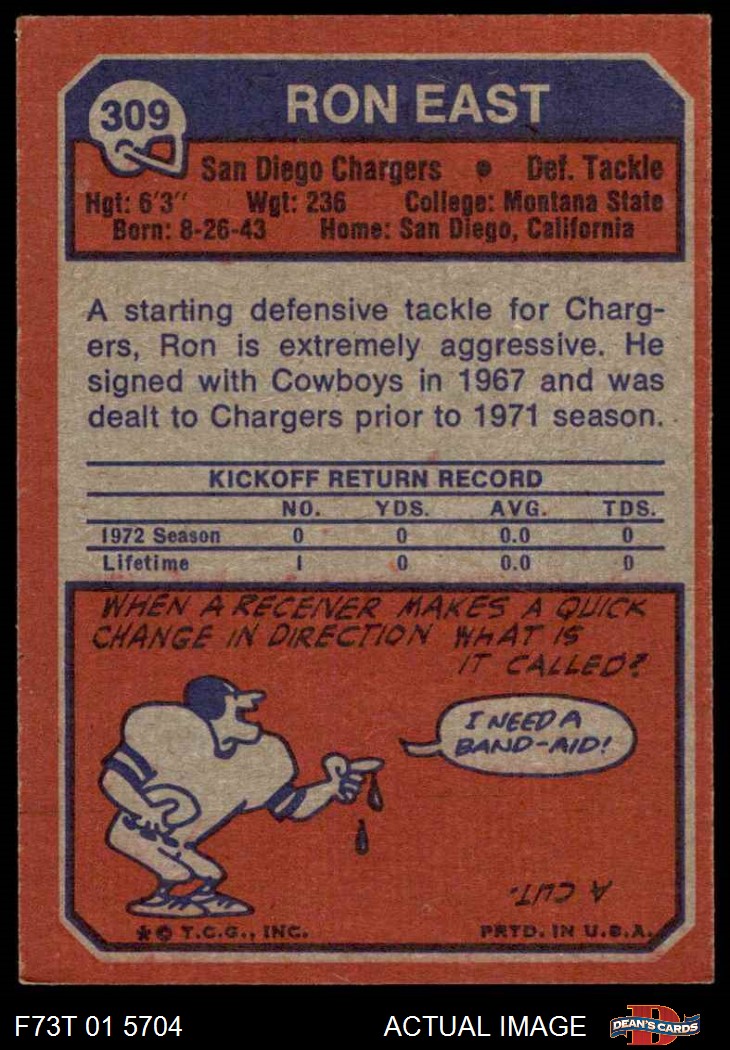 309
RON EAST
San Diego Chargers • Def. Tackle
Hgt: 6'3" Wgt: 236 College: Montana State
Born: 8-26-43 Home: San Diego, California
A starting defensive tackle for Charg-
ers, Ron is extremely aggressive. He
signed with Cowboys in 1967 and was
dealt to Chargers prior to 1971 season.
KICKOFF RETURN RECORD
NO. YDS. AVG. TDS.
1972 Season 0 0 0.0 0
Lifetime 1 0 0.0 0
WHEN A RECEIVER MAKES A QUICK
CHANGE IN DIRECTION WHAT IS
IT CALLED?
I NEED A
BAND-AID!
A CUT.
*© T.C.G., INC. PRTD. IN U.S.A.
F73T 01 5704 ACTUAL IMAGE D DEAN'S CARDS